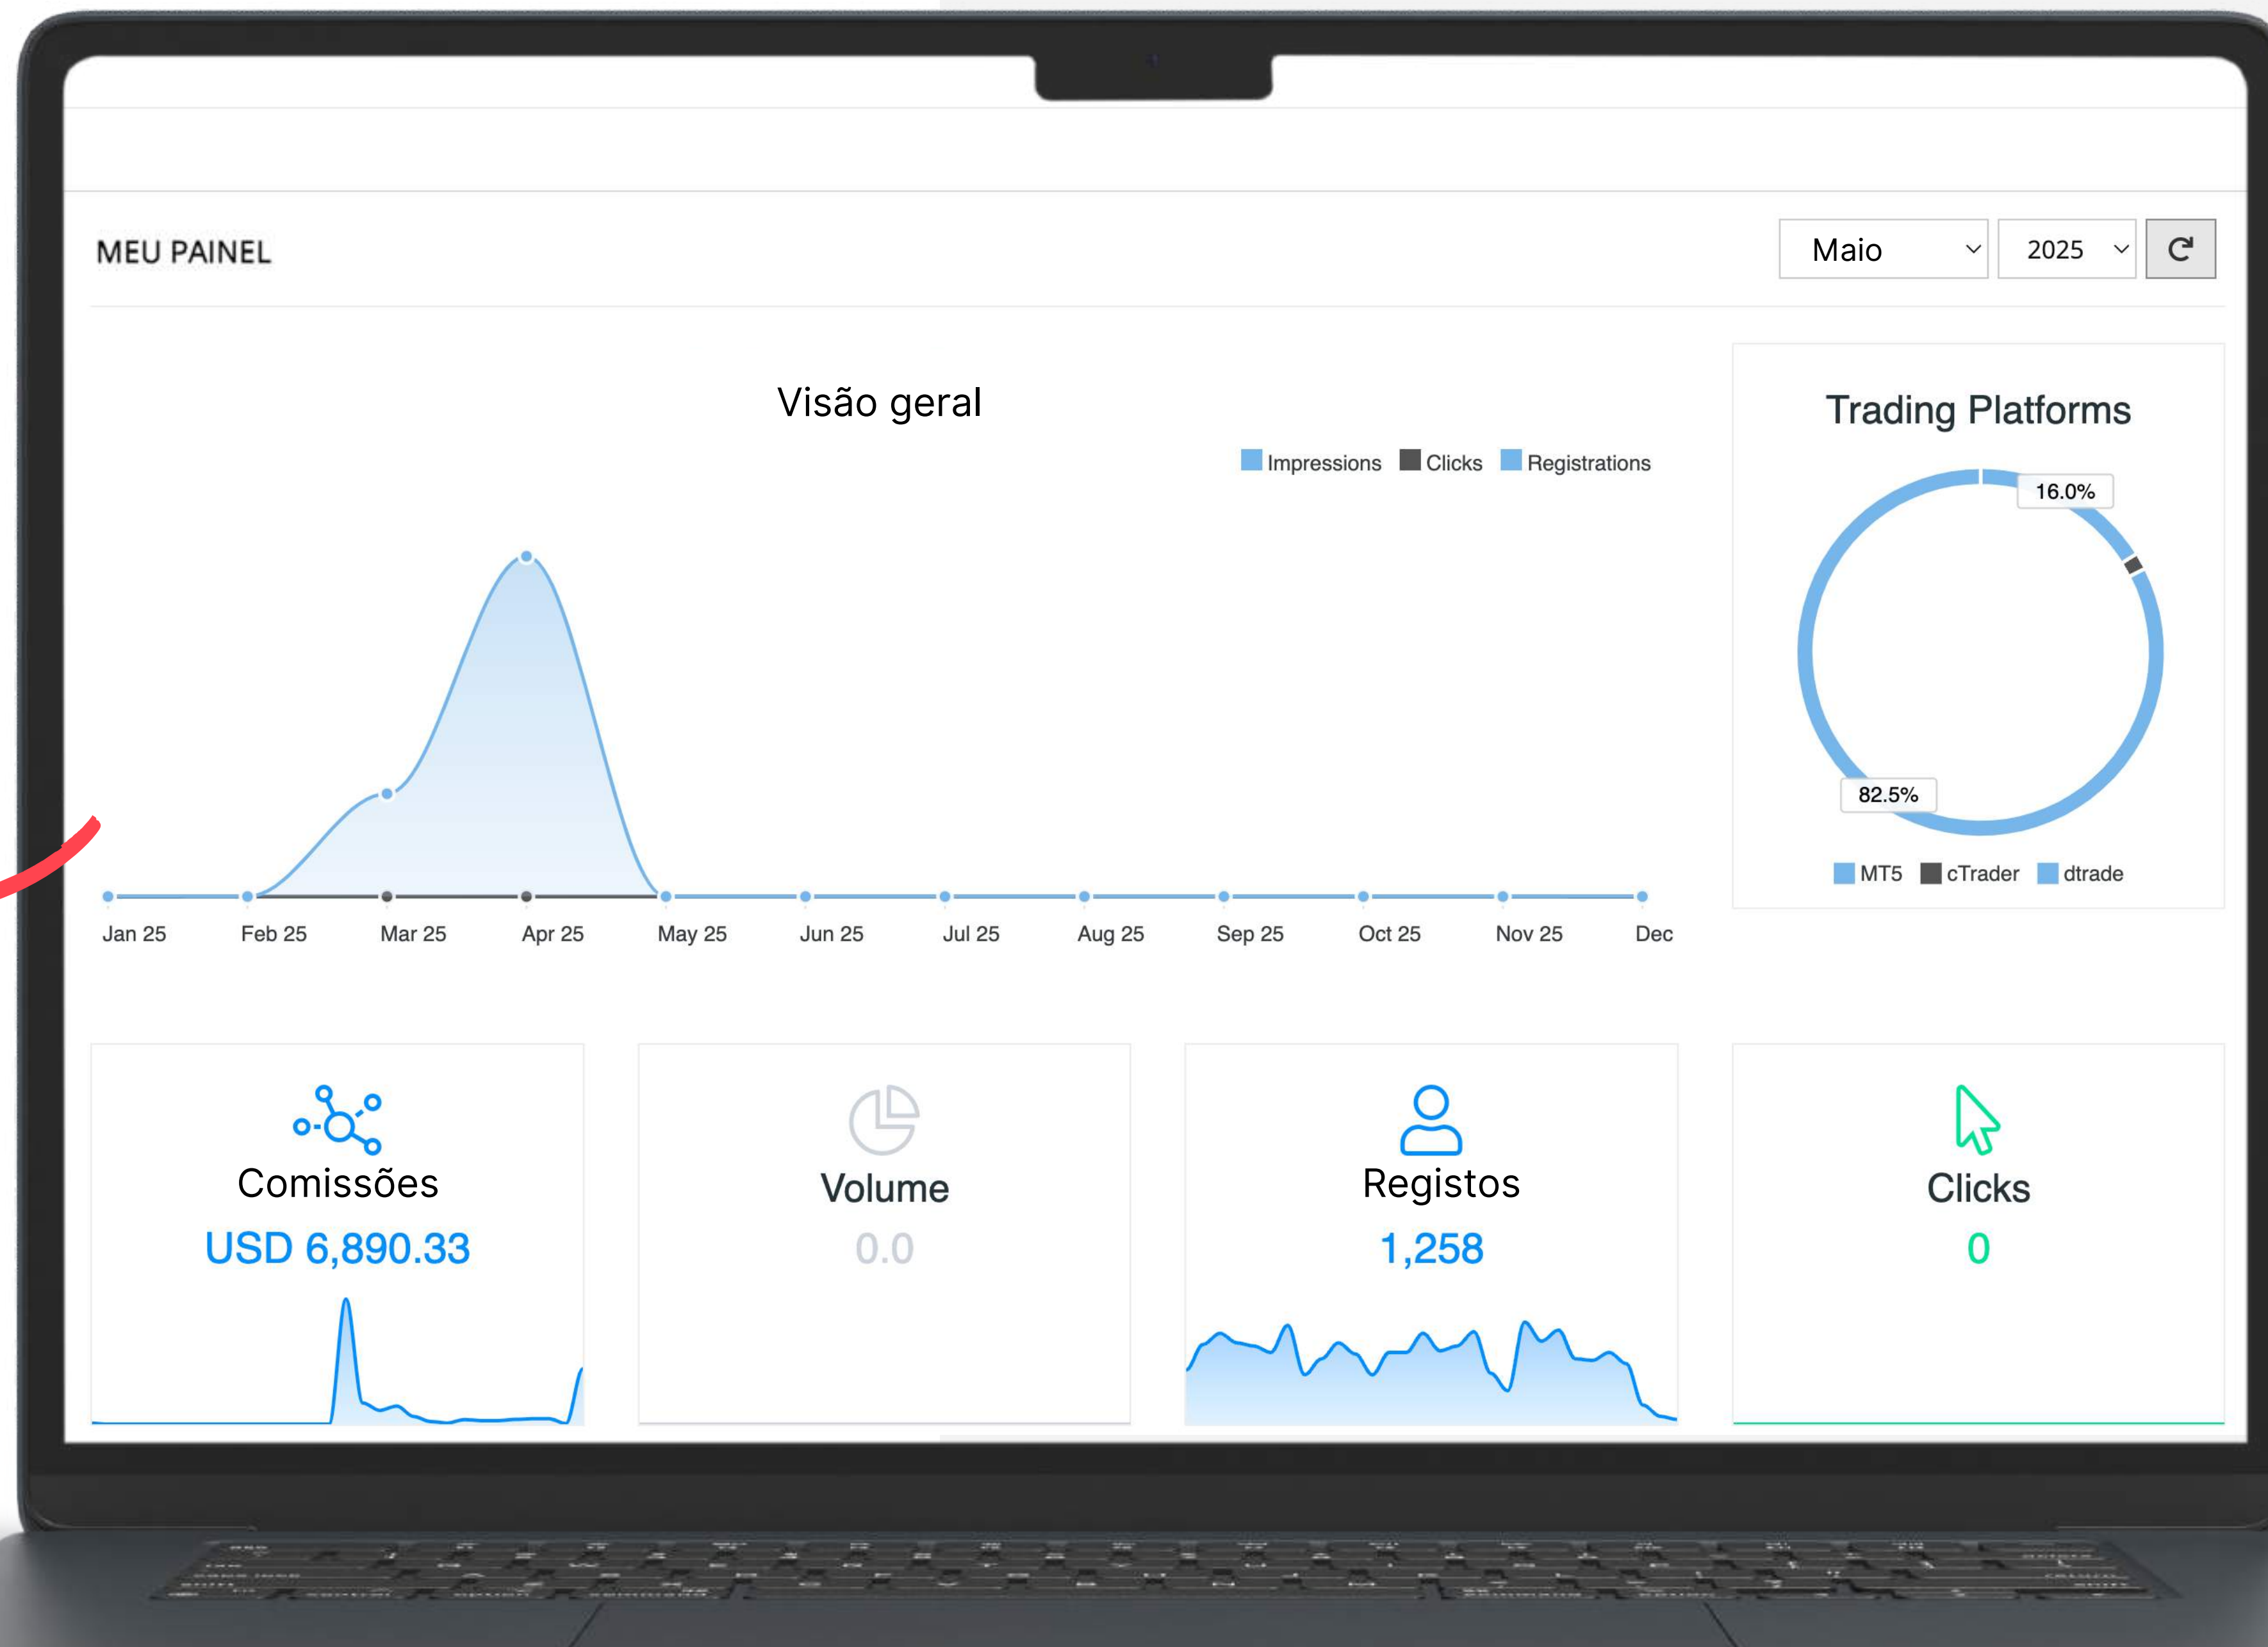 MEU PAINEL
Maio
2025
Visão geral
Impressions Clicks Registrations
Trading Platforms
16.0%
82.5%
MT5 cTrader dtrade
Jan 25 Feb 25 Mar 25 Apr 25 May 25 Jun 25 Jul 25 Aug 25 Sep 25 Oct 25 Nov 25 Dec
Comissões
USD 6,890.33
Volume
0.0
Registos
1,258
Clicks
0